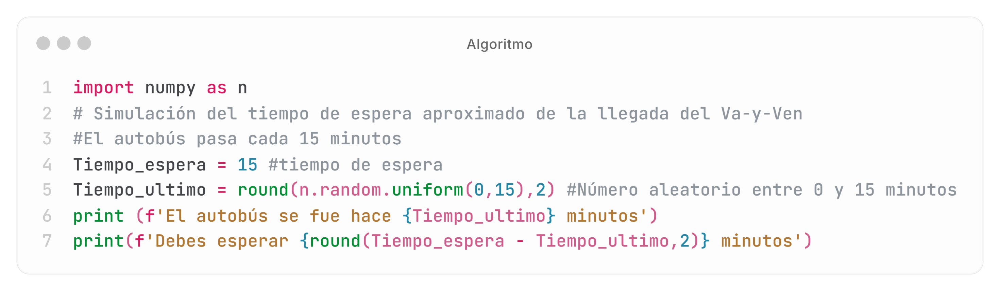 Algoritmo
1 import numpy as n
2 # Simulación del tiempo de espera aproximado de la llegada del Va-y-Ven
3 #El autobús pasa cada 15 minutos
4 Tiempo_espera = 15 #tiempo de espera
5 Tiempo_ultimo = round(n.random.uniform(0,15),2) #Número aleatorio entre 0 y 15 minutos
6 print (f'El autobús se fue hace {Tiempo_ultimo} minutos')
7 print(f'Debes esperar {round(Tiempo_espera - Tiempo_ultimo,2)} minutos')